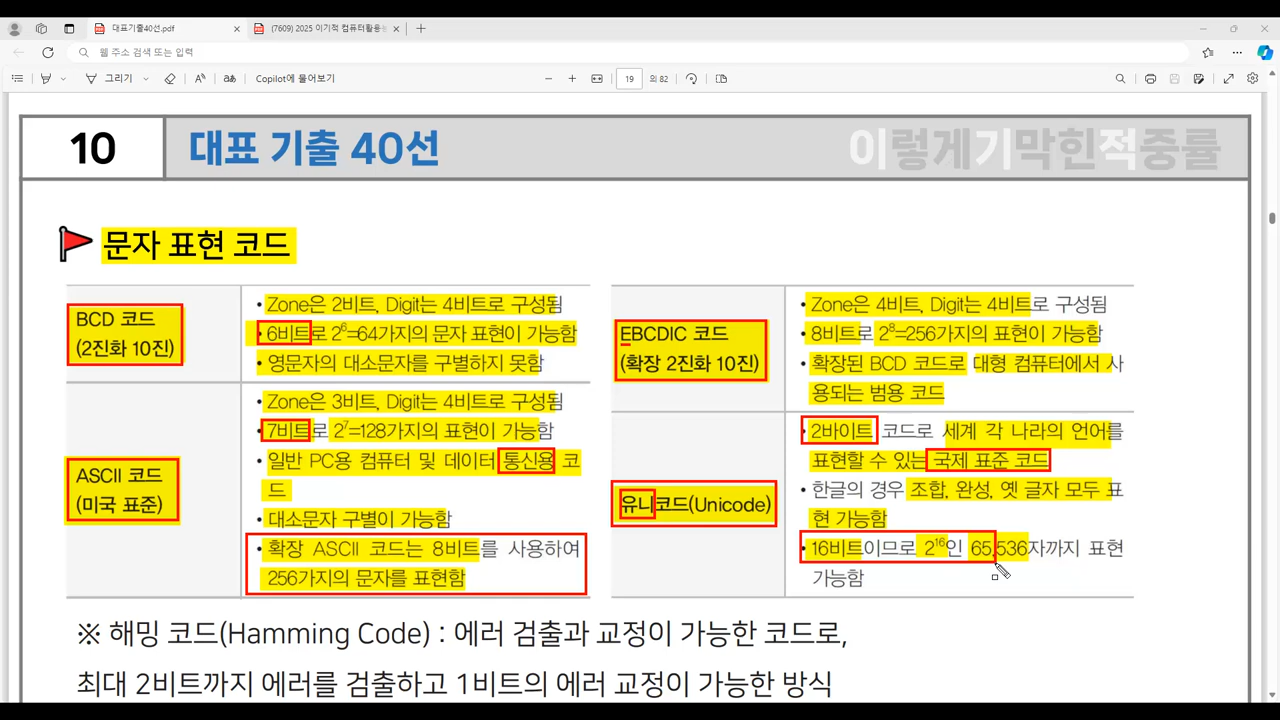 대표기출40선.pdf
(7609) 2025 이기적 컴퓨터활용능
웹 주소 검색 또는 입력
그리기
Copilot에 물어보기
19
외 82
10
대표 기출 40선
이렇게기막힌적중률
문자 표현 코드
BCD 코드
(2진화 10진)
• Zone은 2비트, Digit는 4비트로 구성됨
• 6비트로 2⁶=64가지의 문자 표현이 가능함
• 영문자의 대소문자를 구별하지 못함
ASCII 코드
(미국 표준)
• Zone은 3비트, Digit는 4비트로 구성됨
• 7비트로 2⁷=128가지의 표현이 가능함
• 일반 PC용 컴퓨터 및 데이터 통신용 코
드
• 대소문자 구별이 가능함
• 확장 ASCII 코드는 8비트를 사용하여
256가지의 문자를 표현함
EBCDIC 코드
(확장 2진화 10진)
• Zone은 4비트, Digit는 4비트로 구성됨
• 8비트로 2⁸=256가지의 표현이 가능함
• 확장된 BCD 코드로 대형 컴퓨터에서 사
용되는 범용 코드
유니코드(Unicode)
• 2바이트 코드로 세계 각 나라의 언어를
표현할 수 있는 국제 표준 코드
• 한글의 경우 조합, 완성, 옛 글자 모두 표
현 가능함
• 16비트이므로 2¹⁶인 65,536자까지 표현
가능함
※ 해밍 코드(Hamming Code) : 에러 검출과 교정이 가능한 코드로,
최대 2비트까지 에러를 검출하고 1비트의 에러 교정이 가능한 방식